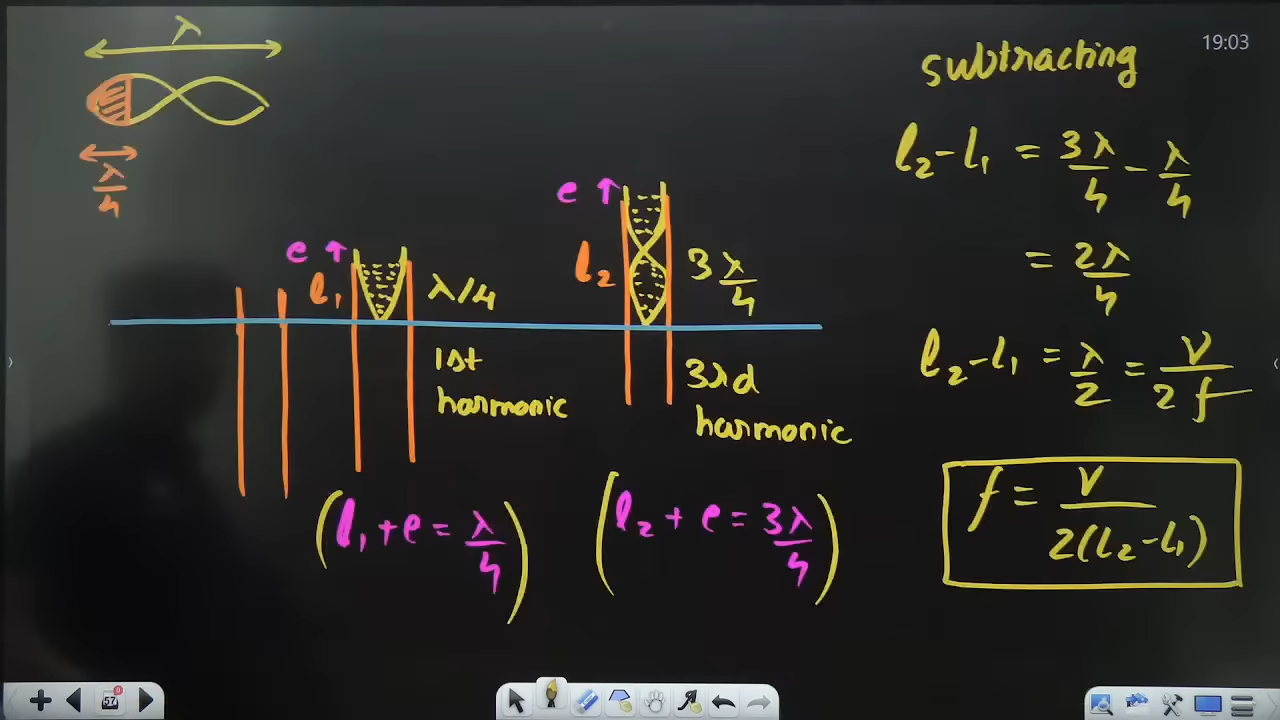 19:03
λ
λ/4
e ↑
l₁
λ/4
1st
harmonic
e ↑
l₂
3λ/4
3rd
harmonic
(l₁ + e = λ/4)
(l₂ + e = 3λ/4)
subtracting
l₂ - l₁ = 3λ/4 - λ/4
= 2λ/4
l₂ - l₁ = λ/2 = v/2f
f = v/2(l₂ - l₁)
57